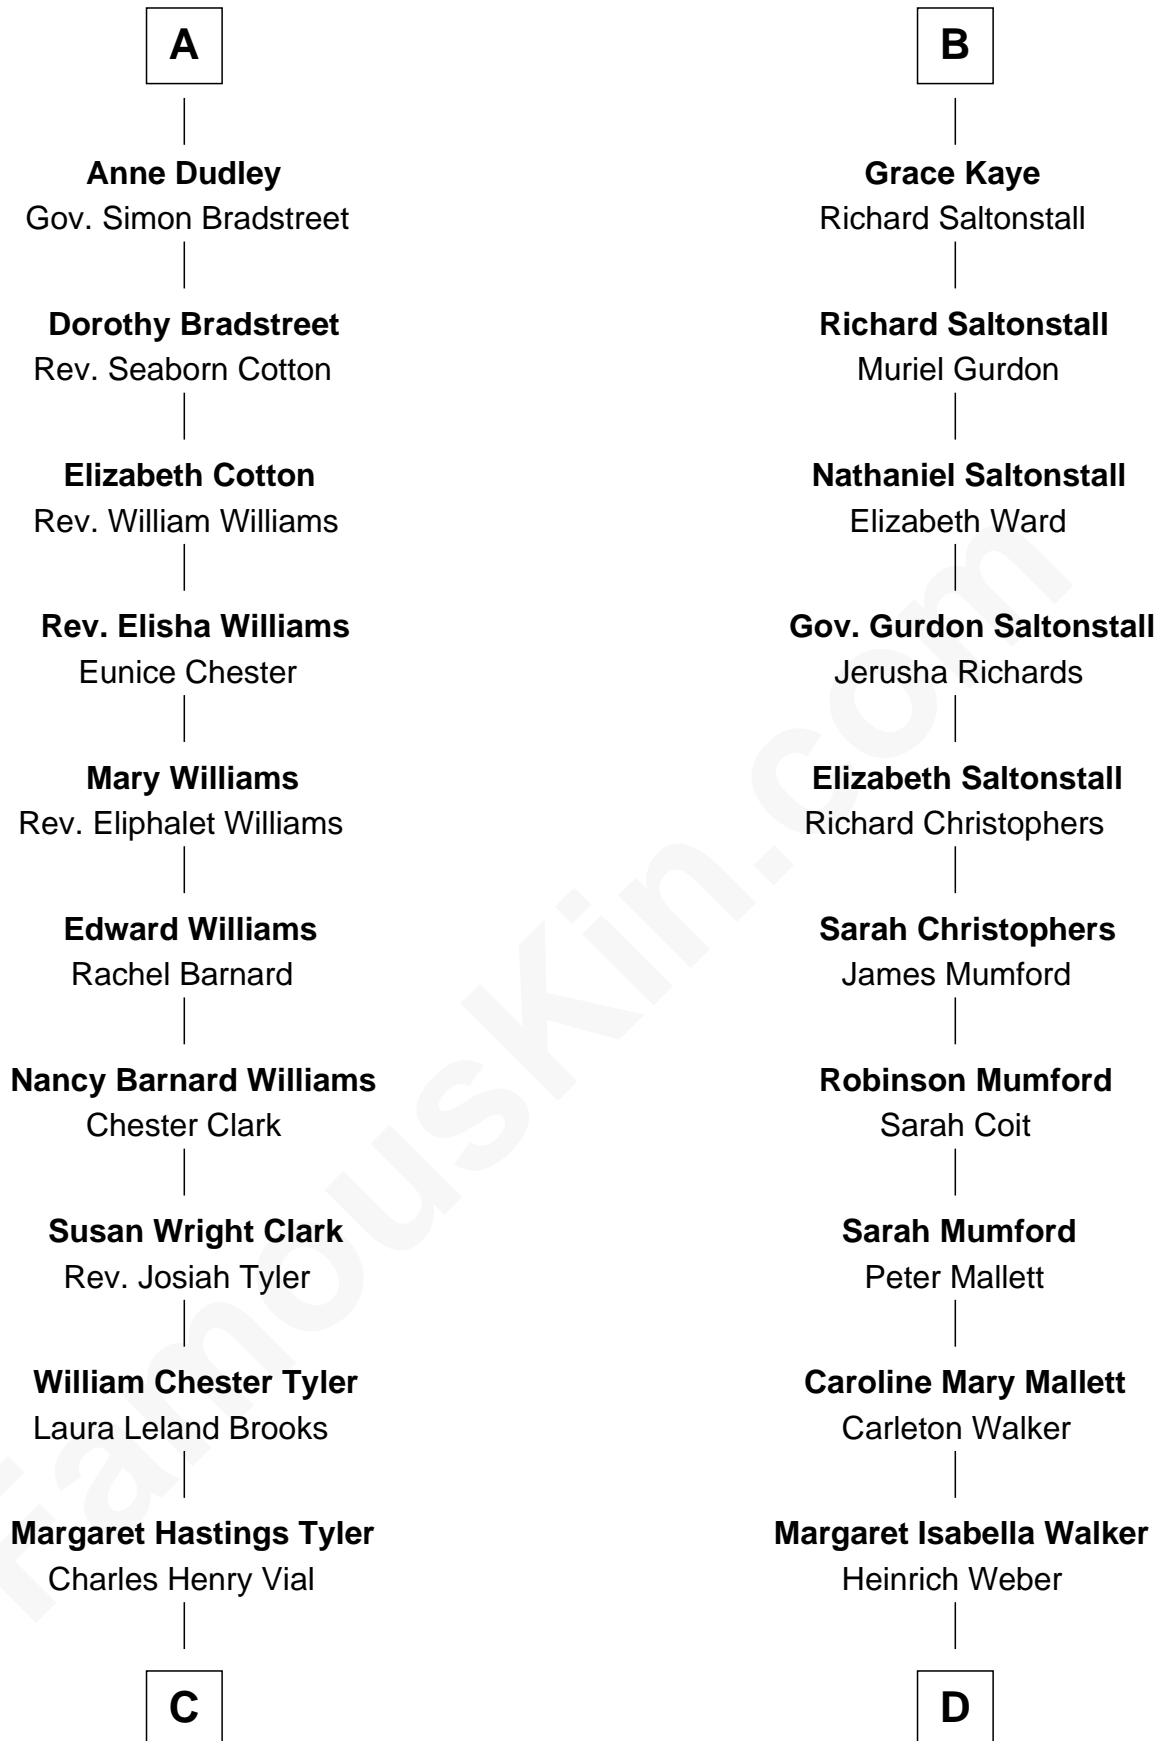 A
Anne Dudley
Gov. Simon Bradstreet
Dorothy Bradstreet
Rev. Seaborn Cotton
Elizabeth Cotton
Rev. William Williams
Rev. Elisha Williams
Eunice Chester
Mary Williams
Rev. Eliphalet Williams
Edward Williams
Rachel Barnard
Nancy Barnard Williams
Chester Clark
Susan Wright Clark
Rev. Josiah Tyler
William Chester Tyler
Laura Leland Brooks
Margaret Hastings Tyler
Charles Henry Vial
C
B
Grace Kaye
Richard Saltonstall
Richard Saltonstall
Muriel Gurdon
Nathaniel Saltonstall
Elizabeth Ward
Gov. Gurdon Saltonstall
Jerusha Richards
Elizabeth Saltonstall
Richard Christophers
Sarah Christophers
James Mumford
Robinson Mumford
Sarah Coit
Sarah Mumford
Peter Mallett
Caroline Mary Mallett
Carleton Walker
Margaret Isabella Walker
Heinrich Weber
D
FamousKin.com